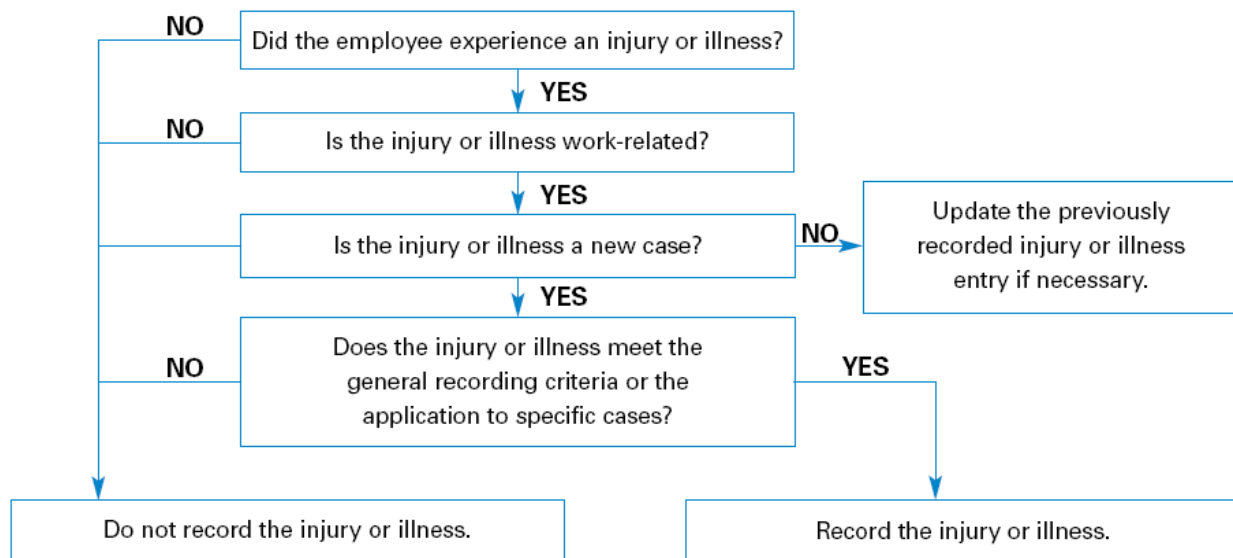 NO
Did the employee experience an injury or illness?
YES
NO
Is the injury or illness work-related?
YES
Is the injury or illness a new case?
NO
Update the previously
recorded injury or illness
entry if necessary.
YES
NO
Does the injury or illness meet the
general recording criteria or the
application to specific cases?
YES
Do not record the injury or illness.
Record the injury or illness.